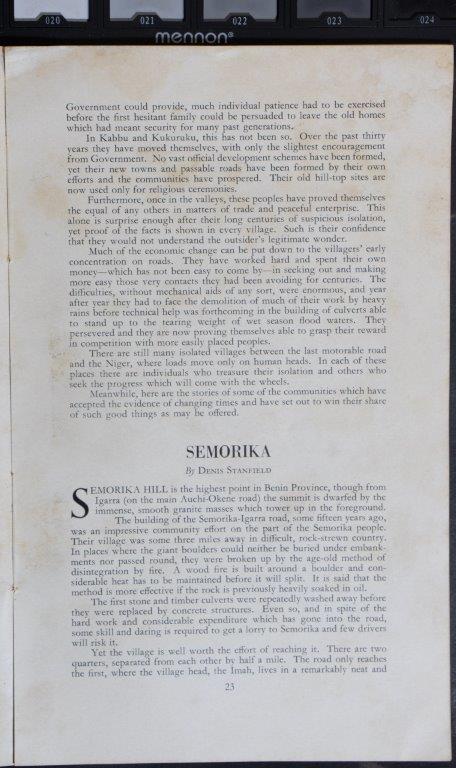 020 021 022 023 024
mennon®
Government could provide, much individual patience had to be exercised
before the first hesitant family could be persuaded to leave the old homes
which had meant security for many past generations.
In Kabbu and Kukuruku, this has not been so. Over the past thirty
years they have moved themselves, with only the slightest encouragement
from Government. No vast official development schemes have been formed,
yet their new towns and passable roads have been formed by their own
efforts and the communities have prospered. Their old hill-top sites are
now used only for religious ceremonies.
Furthermore, once in the valleys, these peoples have proved themselves
the equal of any others in matters of trade and peaceful enterprise. This
alone is surprise enough after their long centuries of suspicious isolation,
yet proof of the facts is shown in every village. Such is their confidence
that they would not understand the outsider's legitimate wonder.
Much of the economic change can be put down to the villagers' early
concentration on roads. They have worked hard and spent their own
money—which has not been easy to come by—in seeking out and making
more easy those very contacts they had been avoiding for centuries. The
difficulties, without mechanical aids of any sort, were enormous, and year
after year they had to face the demolition of much of their work by heavy
rains before technical help was forthcoming in the building of culverts able
to stand up to the tearing weight of wet season flood waters. They
persevered and they are now proving themselves able to grasp their reward
in competition with more easily placed peoples.
There are still many isolated villages between the last motorable road
and the Niger, where loads move only on human heads. In each of these
places there are individuals who treasure their isolation and others who
seek the progress which will come with the wheels.
Meanwhile, here are the stories of some of the communities which have
accepted the evidence of changing times and have set out to win their share
of such good things as may be offered.
SEMORIKA
By DENIS STANFIELD
SEMORIKA HILL is the highest point in Benin Province, though from
Igarra (on the main Auchi-Okene road) the summit is dwarfed by the
immense, smooth granite masses which tower up in the foreground.
The building of the Semorika-Igarra road, some fifteen years ago,
was an impressive community effort on the part of the Semorika people.
Their village was some three miles away in difficult, rock-strewn country.
In places where the giant boulders could neither be buried under embank-
ments nor passed round, they were broken up by the age-old method of
disintegration by fire. A wood fire is built around a boulder and con-
siderable heat has to be maintained before it will split. It is said that the
method is more effective if the rock is previously heavily soaked in oil.
The first stone and timber culverts were repeatedly washed away before
they were replaced by concrete structures. Even so, and in spite of the
hard work and considerable expenditure which has gone into the road,
some skill and daring is required to get a lorry to Semorika and few drivers
will risk it.
Yet the village is well worth the effort of reaching it. There are two
quarters, separated from each other by half a mile. The road only reaches
the first, where the village head, the Imah, lives in a remarkably neat and
23